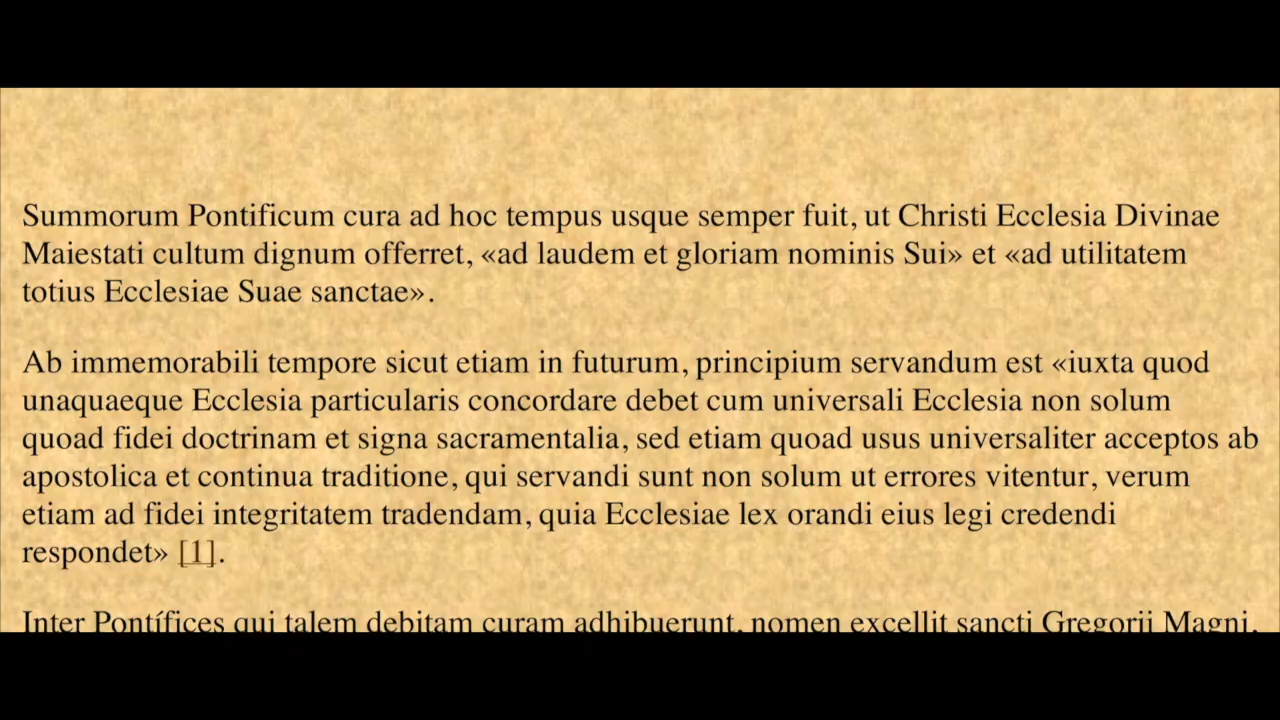 Summorum Pontificum cura ad hoc tempus usque semper fuit, ut Christi Ecclesia Divinae
Maiestati cultum dignum offerret, «ad laudem et gloriam nominis Sui» et «ad utilitatem
totius Ecclesiae Suae sanctae».
Ab immemorabili tempore sicut etiam in futurum, principium servandum est «iuxta quod
unaquaeque Ecclesia particularis concordare debet cum universali Ecclesia non solum
quoad fidei doctrinam et signa sacramentalia, sed etiam quoad usus universaliter acceptos ab
apostolica et continua traditione, qui servandi sunt non solum ut errores vitentur, verum
etiam ad fidei integritatem tradendam, quia Ecclesiae lex orandi eius legi credendi
respondet» [1].
Inter Pontífices qui talem debitam curam adhibuerunt, nomen excellit sancti Gregorii Magni,